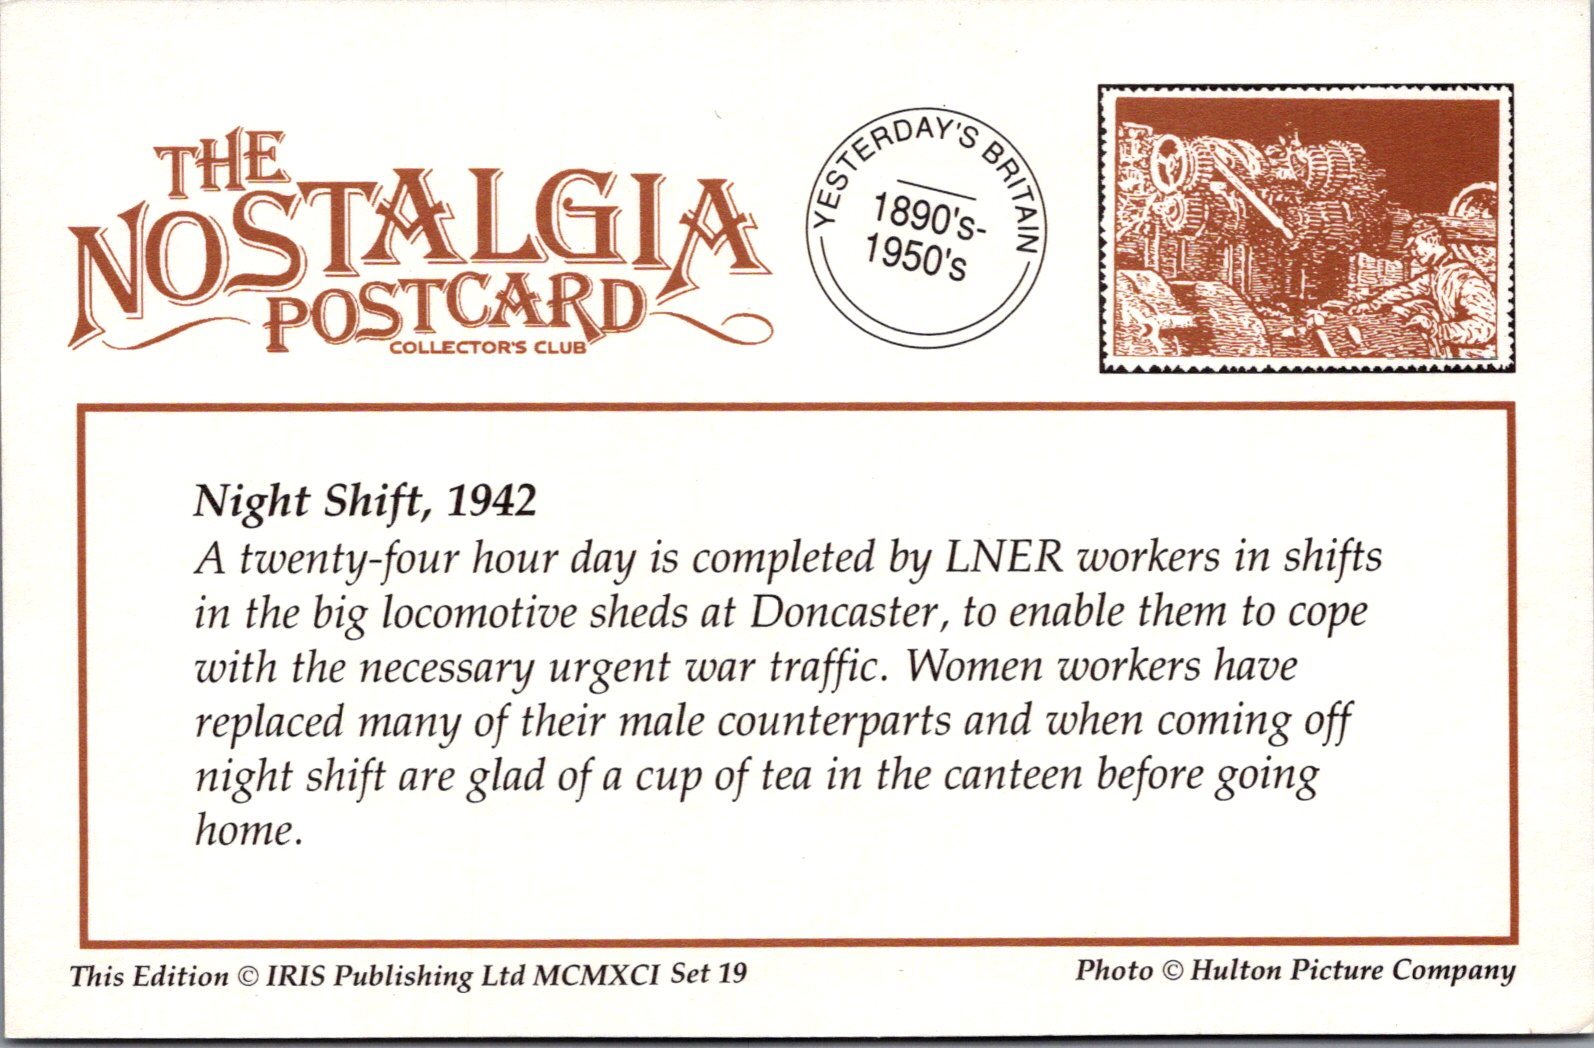 THE
NOSTALGIA
POSTCARD
COLLECTOR'S CLUB
YESTERDAY'S BRITAIN
1890's-
1950's
Night Shift, 1942
A twenty-four hour day is completed by LNER workers in shifts
in the big locomotive sheds at Doncaster, to enable them to cope
with the necessary urgent war traffic. Women workers have
replaced many of their male counterparts and when coming off
night shift are glad of a cup of tea in the canteen before going
home.
This Edition © IRIS Publishing Ltd MCMXCI Set 19
Photo © Hulton Picture Company